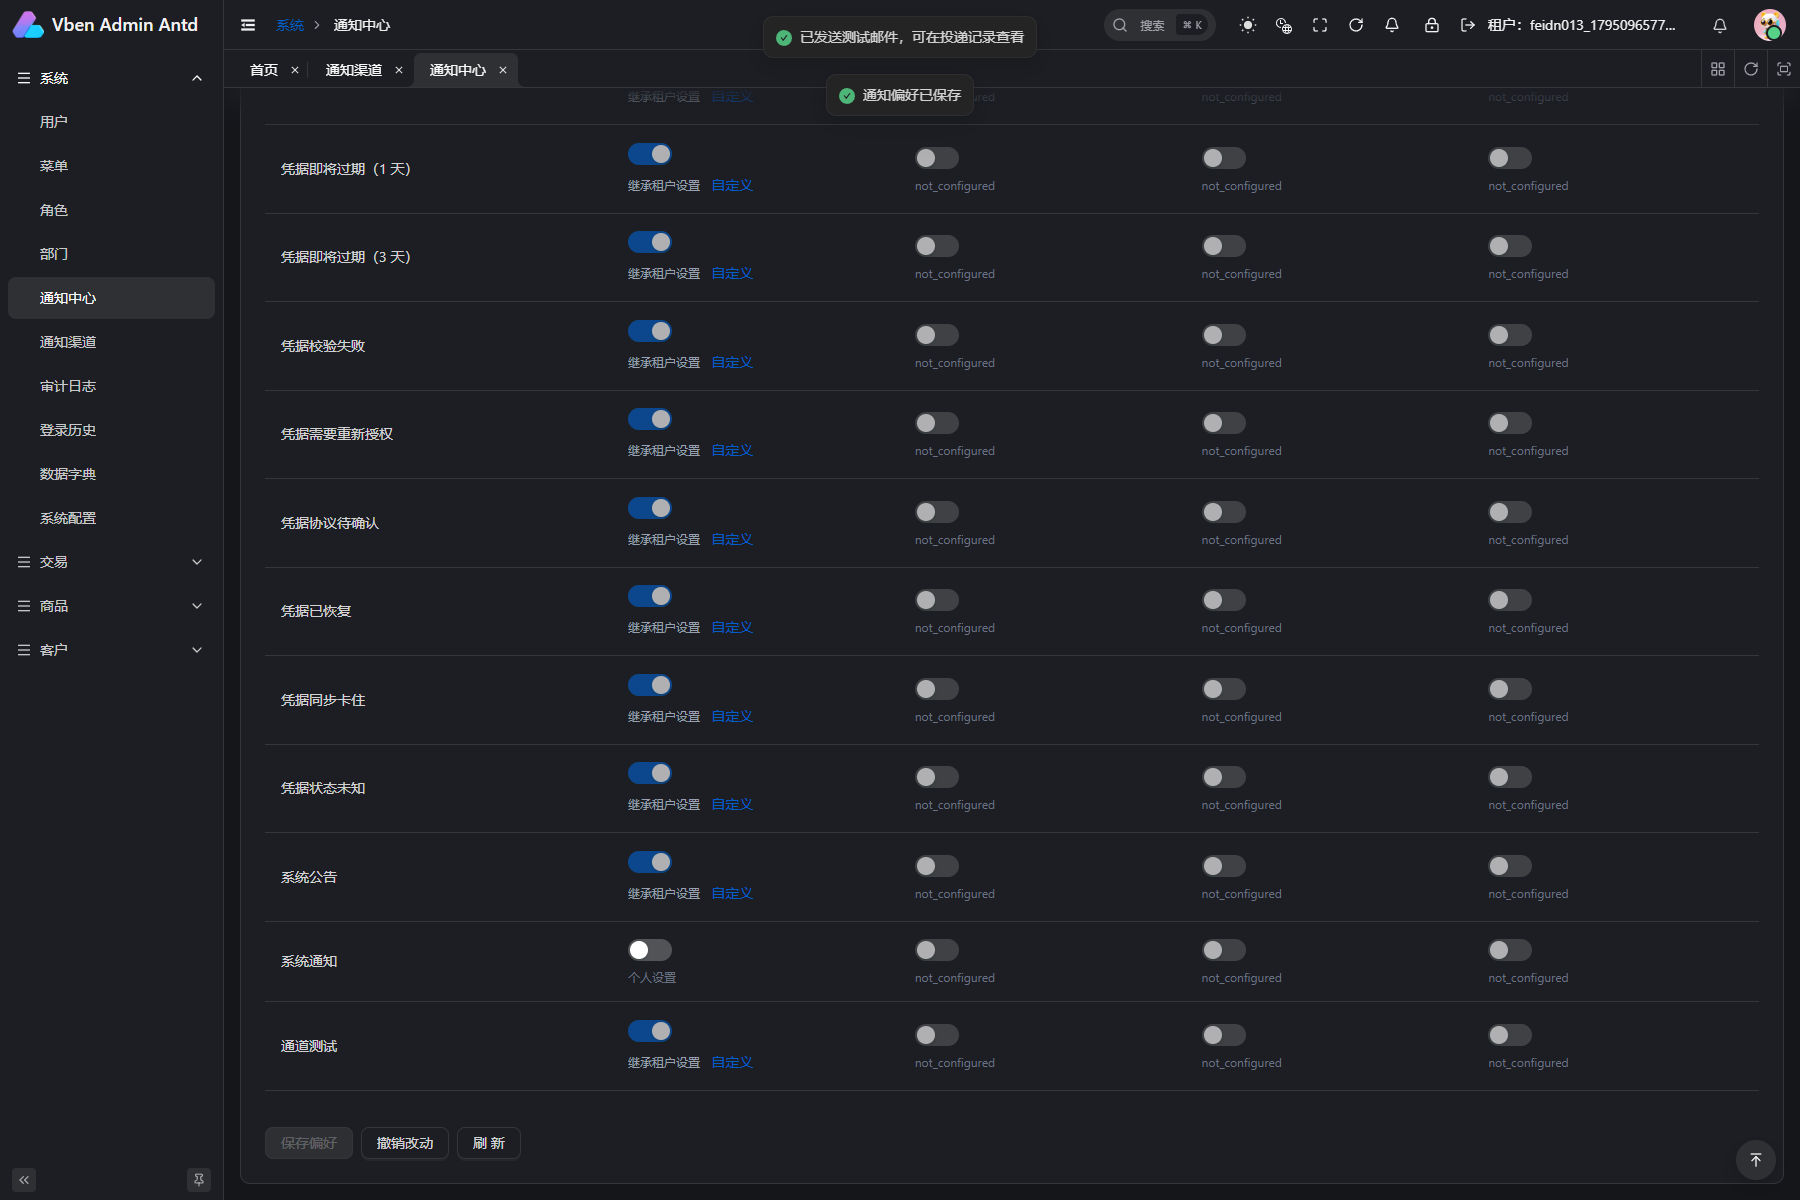 Vben Admin Antd
系统
通知中心
搜索
⌘ K
租户：feidn013_1795096577...
已发送测试邮件，可在投递记录查看
首页
通知渠道
通知中心
通知偏好已保存
系统
用户
菜单
角色
部门
通知中心
通知渠道
审计日志
登录历史
数据字典
系统配置
交易
商品
客户
继承租户设置 自定义 not_configured not_configured
凭据即将过期（1 天） 继承租户设置 自定义 not_configured not_configured not_configured
凭据即将过期（3 天） 继承租户设置 自定义 not_configured not_configured not_configured
凭据校验失败 继承租户设置 自定义 not_configured not_configured not_configured
凭据需要重新授权 继承租户设置 自定义 not_configured not_configured not_configured
凭据协议待确认 继承租户设置 自定义 not_configured not_configured not_configured
凭据已恢复 继承租户设置 自定义 not_configured not_configured not_configured
凭据同步卡住 继承租户设置 自定义 not_configured not_configured not_configured
凭据状态未知 继承租户设置 自定义 not_configured not_configured not_configured
系统公告 继承租户设置 自定义 not_configured not_configured not_configured
系统通知 个人设置 not_configured not_configured not_configured
通道测试 继承租户设置 自定义 not_configured not_configured not_configured
保存偏好
撤销改动
刷 新